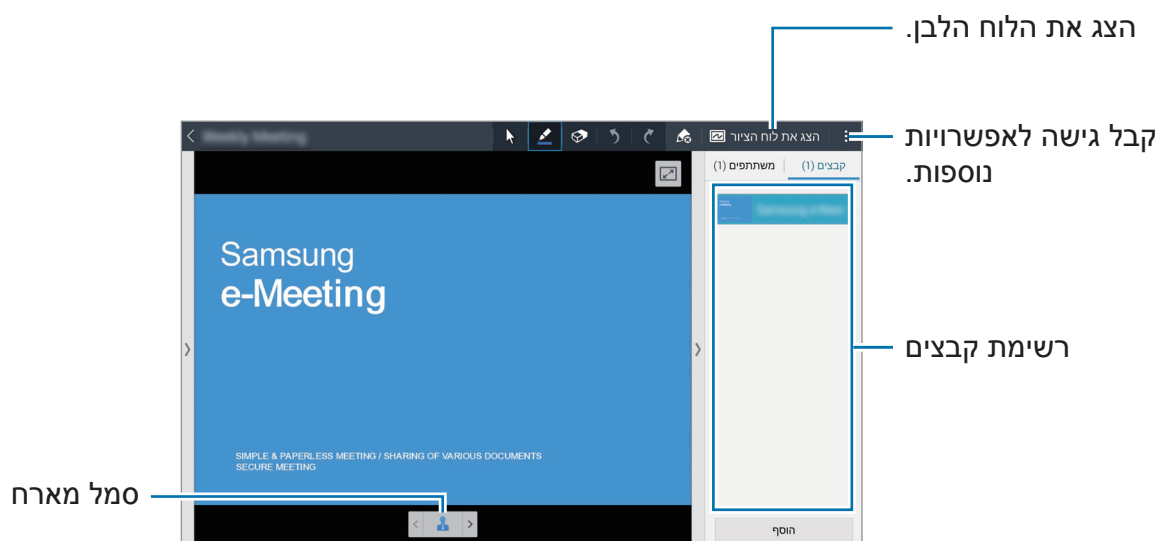 הצג את הלוח הלבן.
הצג את לוח הציור
קבל גישה לאפשרויות
נוספות.
קבצים (1)
משתתפים (1)
Samsung
e-Meeting
רשימת קבצים
SIMPLE & PAPERLESS MEETING / SHARING OF VARIOUS DOCUMENTS
SECURE MEETING
סמל מארח
הוסף